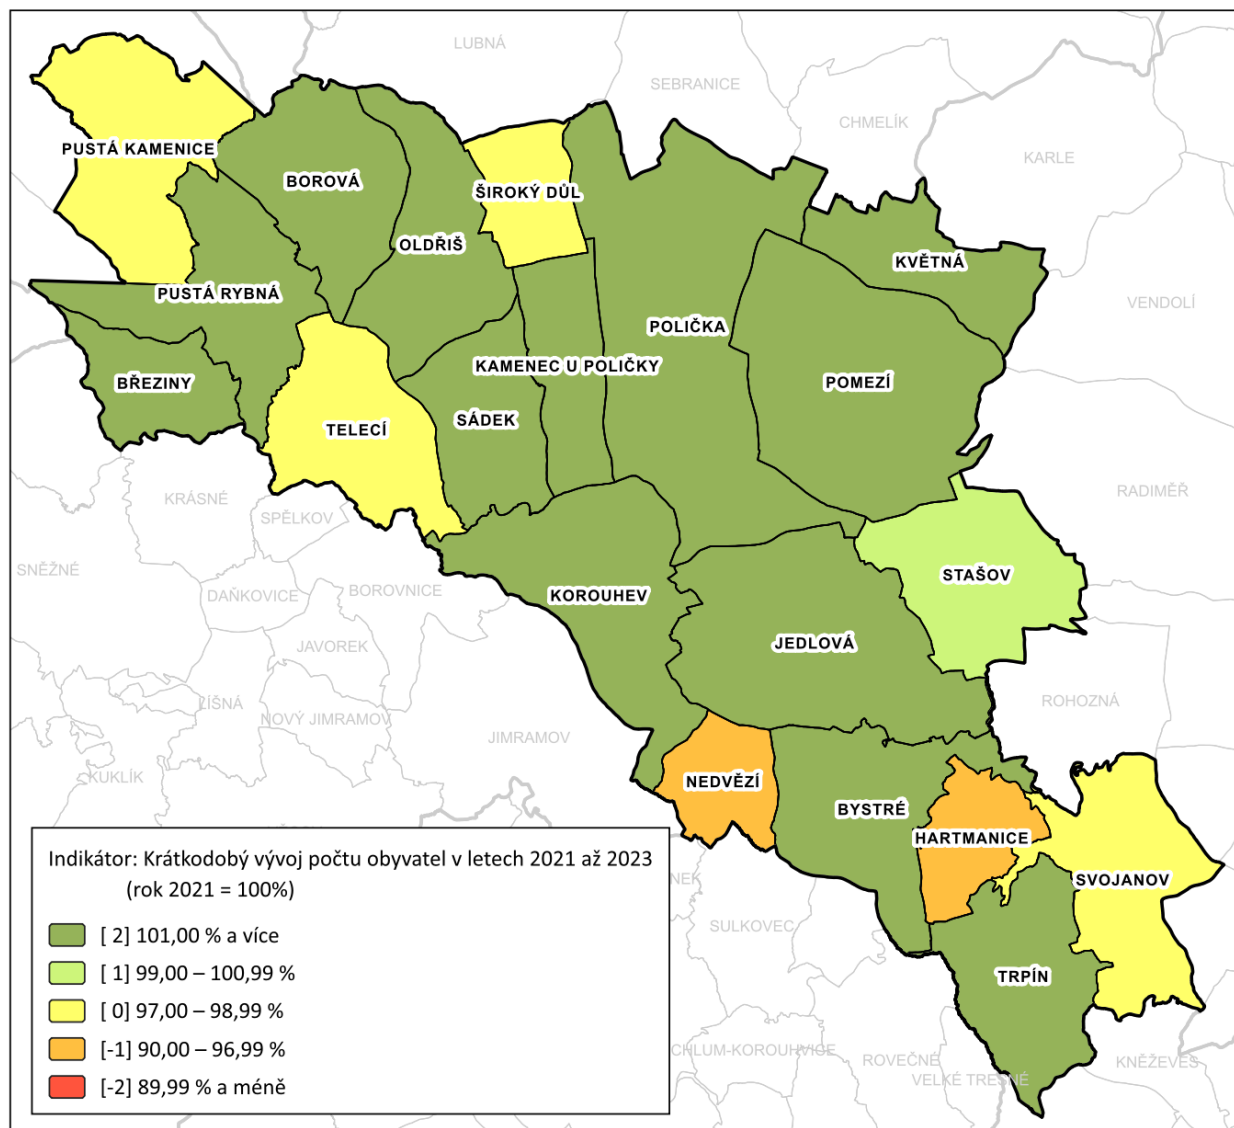 LUBNÁ
SEBRANICE
CHMELÍK
KARLE
PUSTÁ KAMENICE
BOROVÁ
ŠIROKÝ DŮL
OLDŘIŠ
KVĚTNÁ
PUSTÁ RYBNÁ
VENDOLÍ
POLIČKA
KAMENEC U POLIČKY
BŘEZINY
POMEZÍ
SÁDEK
TELECÍ
RADIMĚŘ
KRÁSNÉ
SPĚLKOV
SNĚŽNÉ
STAŠOV
DAŇKOVICE
BOROVNICE
KOROUHEV
JAVOREK
JEDLOVÁ
LÍŠNÁ
NOVÝ JIMRAMOV
ROHOZNÁ
JIMRAMOV
KUKLÍK
NEDVĚZÍ
BYSTRÉ
HARTMANICE
SVOJANOV
NEK
SULKOVEC
TRPÍN
CHLUM-KOROUHVICE
ROVEČNÉ
KNĚŽEVES
VELKÉ TRESNÉ
Indikátor: Krátkodobý vývoj počtu obyvatel v letech 2021 až 2023
(rok 2021 = 100%)
[ 2] 101,00 % a více
[ 1] 99,00 – 100,99 %
[ 0] 97,00 – 98,99 %
[-1] 90,00 – 96,99 %
[-2] 89,99 % a méně